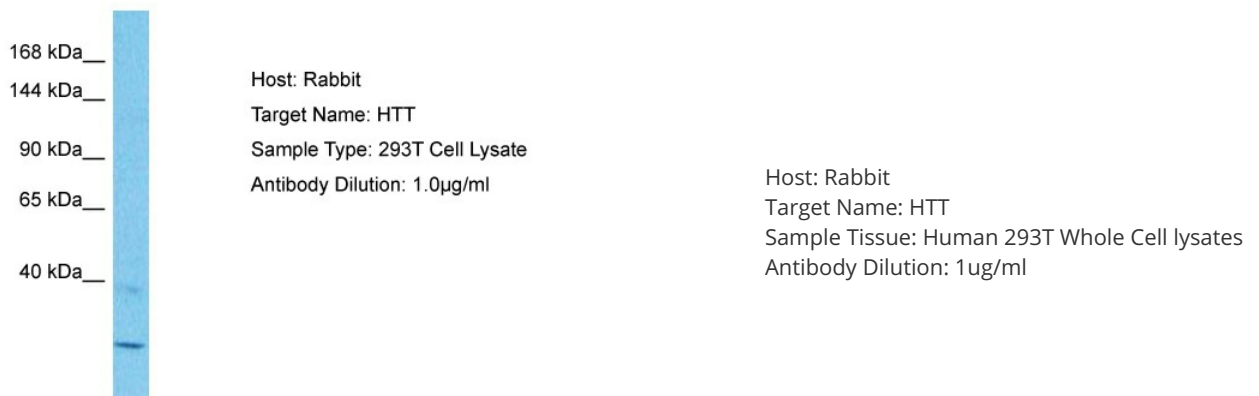 168 kDa__
144 kDa__
90 kDa__
65 kDa__
40 kDa__
Host: Rabbit
Target Name: HTT
Sample Type: 293T Cell Lysate
Antibody Dilution: 1.0µg/ml
Host: Rabbit
Target Name: HTT
Sample Tissue: Human 293T Whole Cell lysates
Antibody Dilution: 1ug/ml